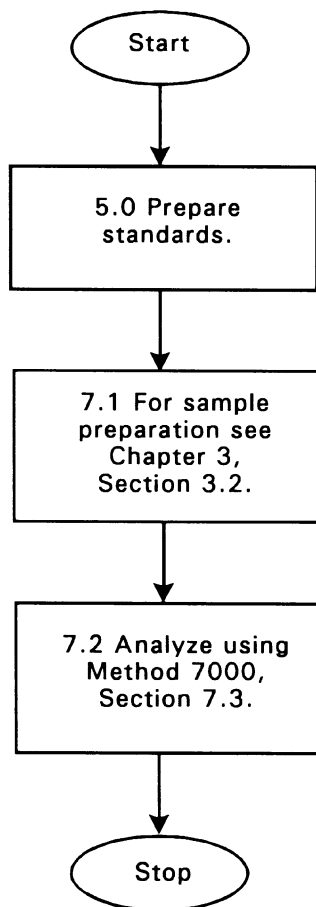 Start
5.0 Prepare
standards.
7.1 For sample
preparation see
Chapter 3,
Section 3.2.
7.2 Analyze using
Method 7000,
Section 7.3.
Stop